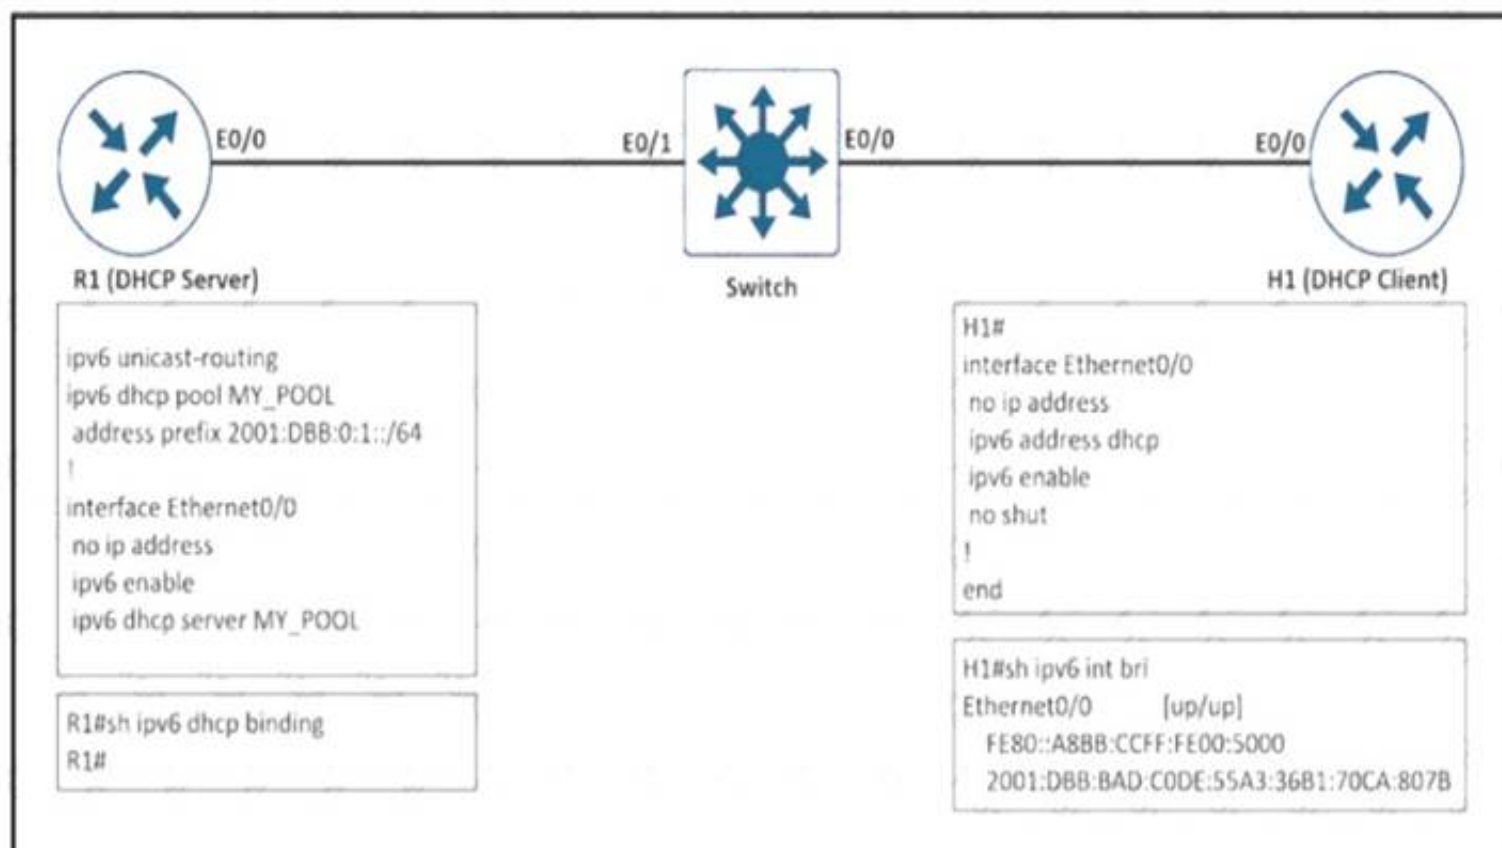 E0/0
E0/1
E0/0
E0/0
R1 (DHCP Server)
Switch
H1 (DHCP Client)
ipv6 unicast-routing
ipv6 dhcp pool MY_POOL
address prefix 2001:DBB:0:1::/64
!
interface Ethernet0/0
no ip address
ipv6 enable
ipv6 dhcp server MY_POOL
R1#sh ipv6 dhcp binding
R1#
H1#
interface Ethernet0/0
no ip address
ipv6 address dhcp
ipv6 enable
no shut
!
end
H1#sh ipv6 int bri
Ethernet0/0 [up/up]
FE80::A8BB:CCFF:FE00:5000
2001:DBB:BAD:C0DE:55A3:36B1:70CA:807B